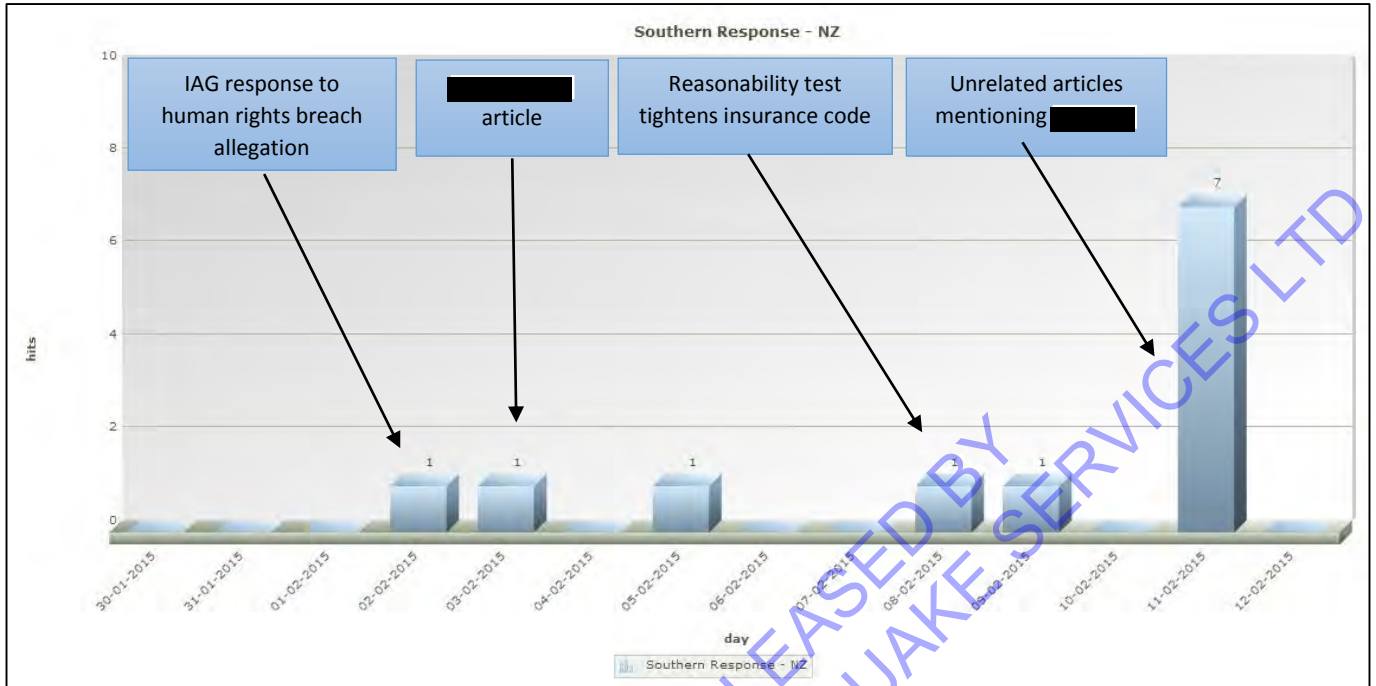 Southern Response - NZ
IAG response to
human rights breach
allegation
article
Reasonability test
tightens insurance code
Unrelated articles
mentioning
10
8
6
4
2
0
hits
1
1
1
1
1
7
30-01-2015
31-01-2015
01-02-2015
02-02-2015
03-02-2015
04-02-2015
05-02-2015
06-02-2015
07-02-2015
08-02-2015
09-02-2015
10-02-2015
11-02-2015
12-02-2015
day
Southern Response - NZ
EASED BY
UAKE SERVICES LTD